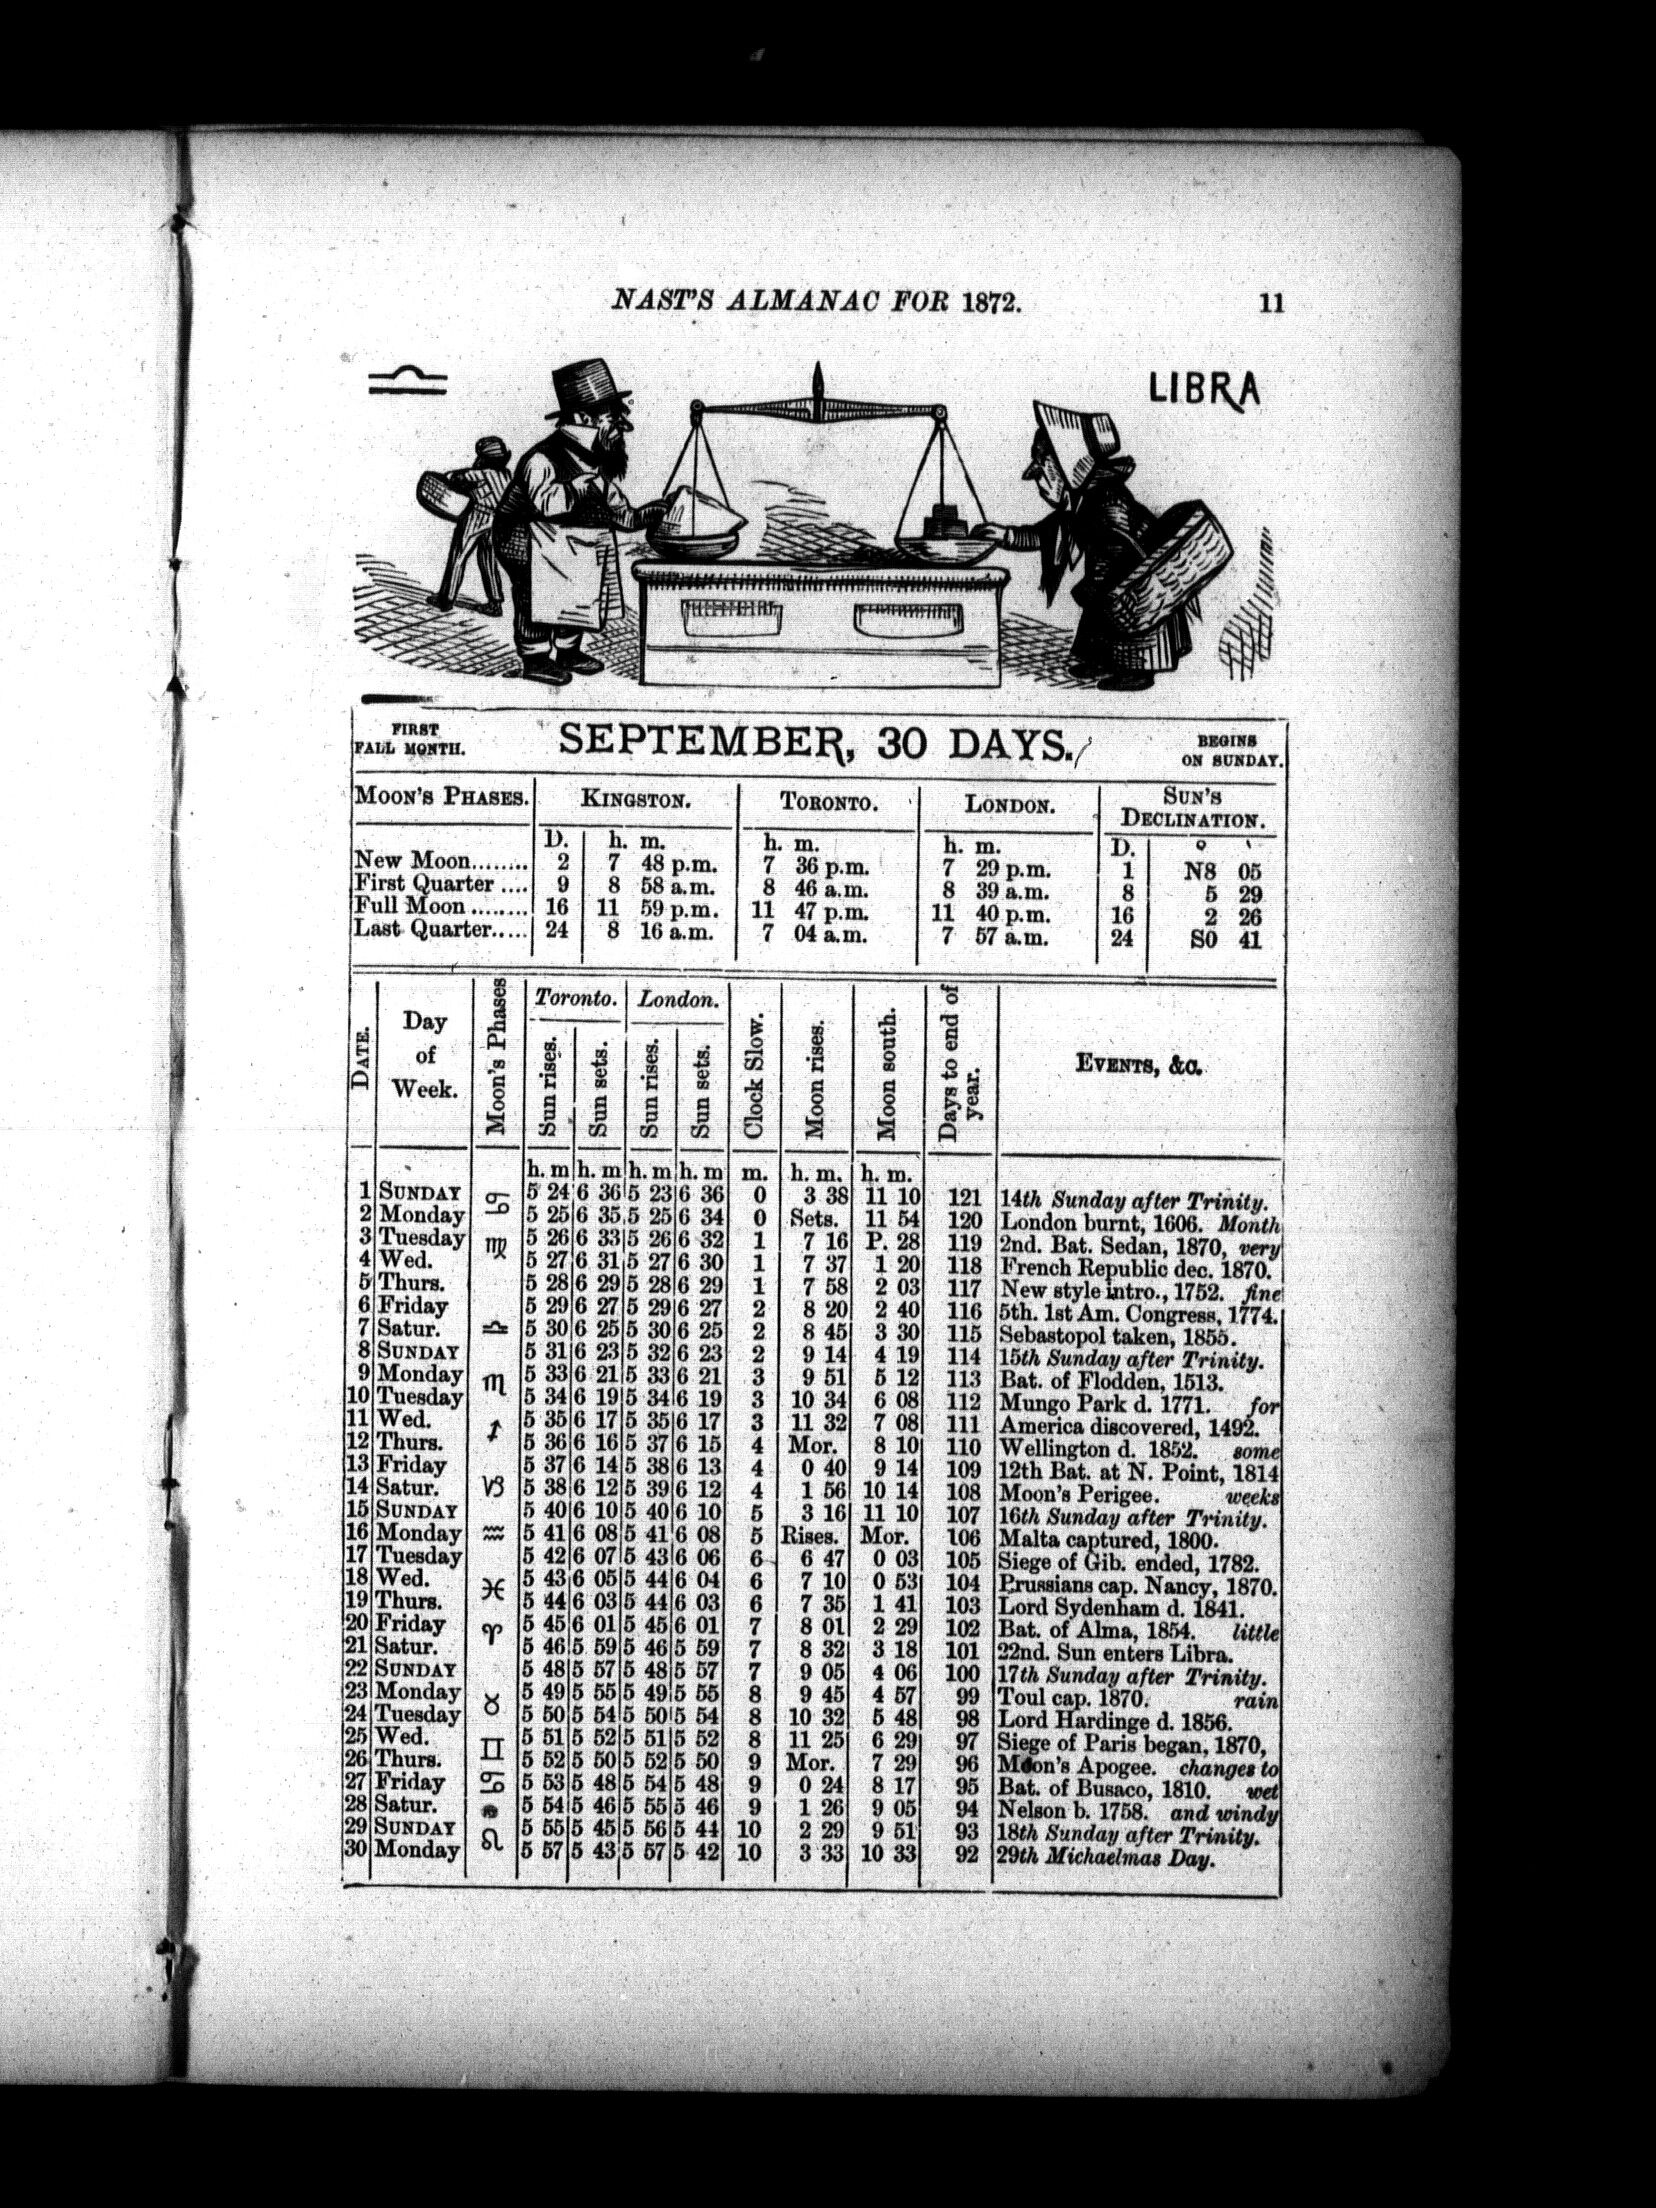 NAST'S ALMANAC FOR 1872. 11
♎ LIBRA
FIRST FALL MONTH. SEPTEMBER, 30 DAYS. BEGINS ON SUNDAY.
MOON'S PHASES. KINGSTON. TORONTO. LONDON. SUN'S DECLINATION.
D. h. m. h. m. h. m. D. ° '
New Moon........ 2 7 48 p.m. 7 36 p.m. 7 29 p.m. 1 N8 05
First Quarter .... 9 8 58 a.m. 8 46 a.m. 8 39 a.m. 8 5 29
Full Moon ........ 16 11 59 p.m. 11 47 p.m. 11 40 p.m. 16 2 26
Last Quarter..... 24 8 16 a.m. 7 04 a.m. 7 57 a.m. 24 S0 41
DATE. Day of Week. Moon's Phases Toronto. London. Clock Slow. Moon rises. Moon south. Days to end of year. EVENTS, &c.
Sun rises. Sun sets. Sun rises. Sun sets.
h. m h. m h. m h. m m. h. m. h. m.
1 SUNDAY ♋ 5 24 6 36 5 23 6 36 0 3 38 11 10 121 14th Sunday after Trinity.
2 Monday 5 25 6 35 5 25 6 34 0 Sets. 11 54 120 London burnt, 1606. Month
3 Tuesday ♍ 5 26 6 33 5 26 6 32 1 7 16 P. 28 119 2nd. Bat. Sedan, 1870, very
4 Wed. 5 27 6 31 5 27 6 30 1 7 37 1 20 118 French Republic dec. 1870.
5 Thurs. 5 28 6 29 5 28 6 29 1 7 58 2 03 117 New style intro., 1752. fine
6 Friday 5 29 6 27 5 29 6 27 2 8 20 2 40 116 5th. 1st Am. Congress, 1774.
7 Satur. ♎ 5 30 6 25 5 30 6 25 2 8 45 3 30 115 Sebastopol taken, 1855.
8 SUNDAY 5 31 6 23 5 32 6 23 2 9 14 4 19 114 15th Sunday after Trinity.
9 Monday ♏ 5 33 6 21 5 33 6 21 3 9 51 5 12 113 Bat. of Flodden, 1513.
10 Tuesday 5 34 6 19 5 34 6 19 3 10 34 6 08 112 Mungo Park d. 1771. for
11 Wed. ♐ 5 35 6 17 5 35 6 17 3 11 32 7 08 111 America discovered, 1492.
12 Thurs. 5 36 6 16 5 37 6 15 4 Mor. 8 10 110 Wellington d. 1852. some
13 Friday 5 37 6 14 5 38 6 13 4 0 40 9 14 109 12th Bat. at N. Point, 1814
14 Satur. ♑ 5 38 6 12 5 39 6 12 4 1 56 10 14 108 Moon's Perigee. weeks
15 SUNDAY 5 40 6 10 5 40 6 10 5 3 16 11 10 107 16th Sunday after Trinity.
16 Monday ♒ 5 41 6 08 5 41 6 08 5 Rises. Mor. 106 Malta captured, 1800.
17 Tuesday 5 42 6 07 5 43 6 06 6 6 47 0 03 105 Siege of Gib. ended, 1782.
18 Wed. ♓ 5 43 6 05 5 44 6 04 6 7 10 0 53 104 Prussians cap. Nancy, 1870.
19 Thurs. 5 44 6 03 5 44 6 03 6 7 35 1 41 103 Lord Sydenham d. 1841.
20 Friday ♈ 5 45 6 01 5 45 6 01 7 8 01 2 29 102 Bat. of Alma, 1854. little
21 Satur. 5 46 5 59 5 46 5 59 7 8 32 3 18 101 22nd. Sun enters Libra.
22 SUNDAY 5 48 5 57 5 48 5 57 7 9 05 4 06 100 17th Sunday after Trinity.
23 Monday ♉ 5 49 5 55 5 49 5 55 8 9 45 4 57 99 Toul cap. 1870. rain
24 Tuesday 5 50 5 54 5 50 5 54 8 10 32 5 48 98 Lord Hardinge d. 1856.
25 Wed. ♊ 5 51 5 52 5 51 5 52 8 11 25 6 29 97 Siege of Paris began, 1870,
26 Thurs. 5 52 5 50 5 52 5 50 9 Mor. 7 29 96 Moon's Apogee. changes to
27 Friday ♋ 5 53 5 48 5 54 5 48 9 0 24 8 17 95 Bat. of Busaco, 1810. wet
28 Satur. 5 54 5 46 5 55 5 46 9 1 26 9 05 94 Nelson b. 1758. and windy
29 SUNDAY ♌ 5 55 5 45 5 56 5 44 10 2 29 9 51 93 18th Sunday after Trinity.
30 Monday 5 57 5 43 5 57 5 42 10 3 33 10 33 92 29th Michaelmas Day.